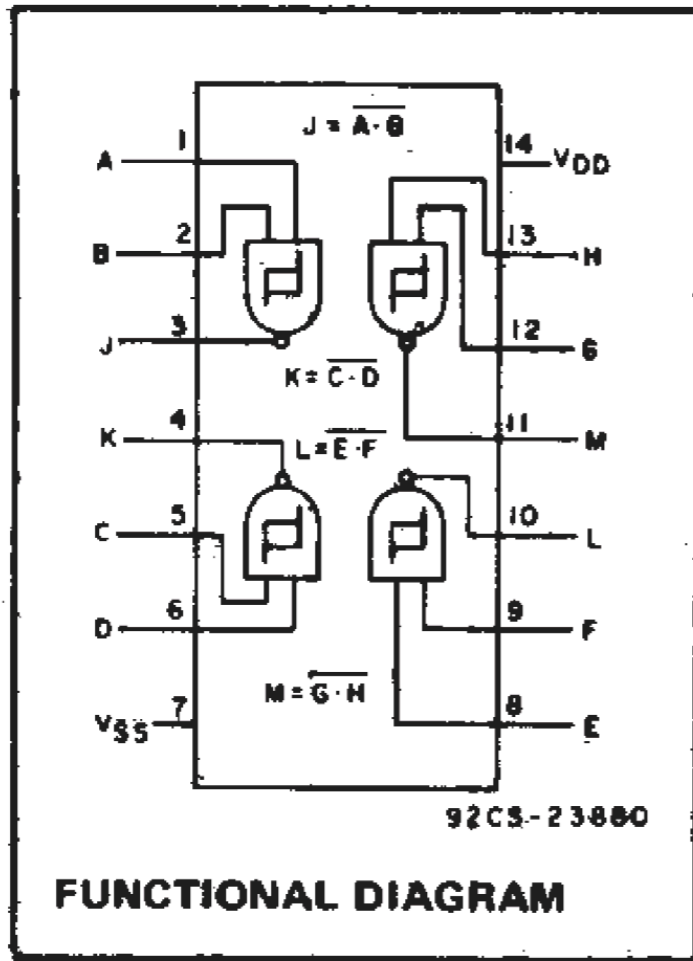 J = A·B
1
14
A
VDD
2
13
B
H
3
12
J
G
K = C·D
4
11
K
M
L = E·F
5
10
C
L
6
9
D
F
M = G·H
7
8
VSS
E
92CS-23880
FUNCTIONAL DIAGRAM